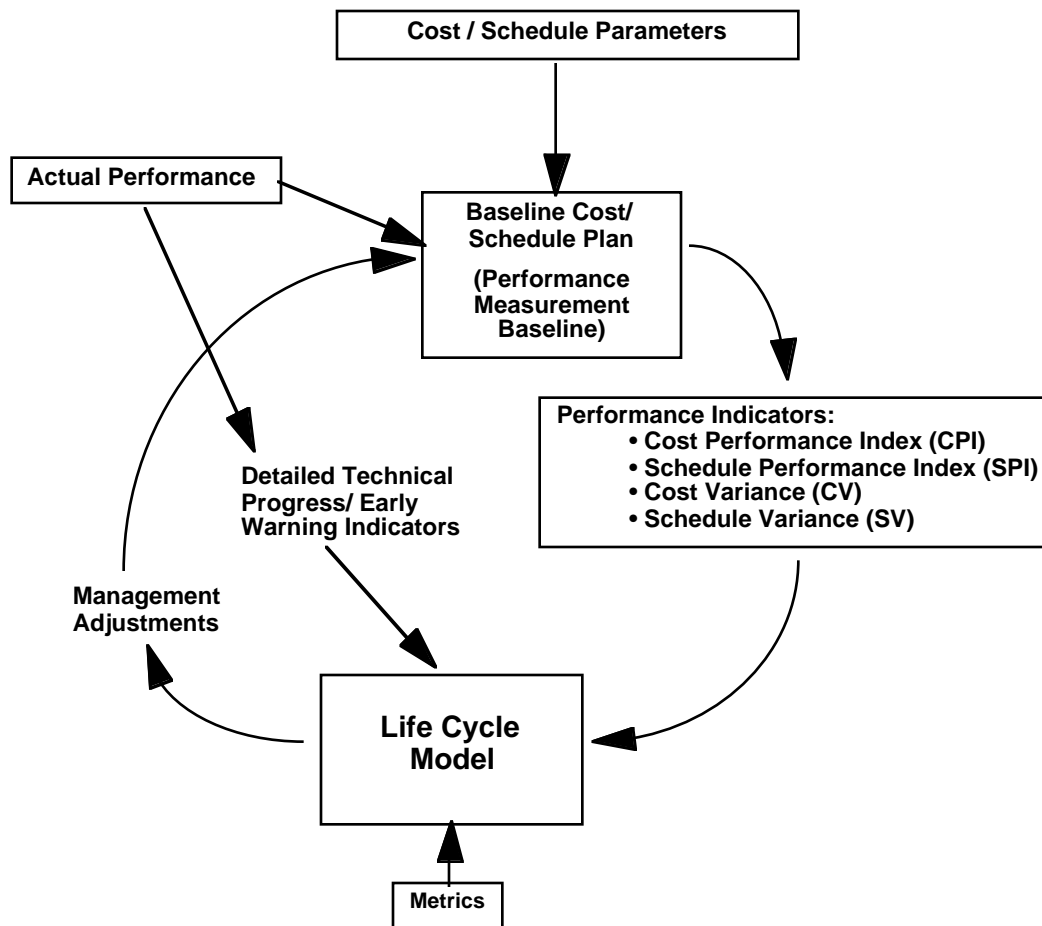 Cost / Schedule Parameters
Actual Performance
Baseline Cost/
Schedule Plan
(Performance
Measurement
Baseline)
Performance Indicators:
• Cost Performance Index (CPI)
• Schedule Performance Index (SPI)
• Cost Variance (CV)
• Schedule Variance (SV)
Detailed Technical
Progress/ Early
Warning Indicators
Management
Adjustments
Life Cycle
Model
Metrics